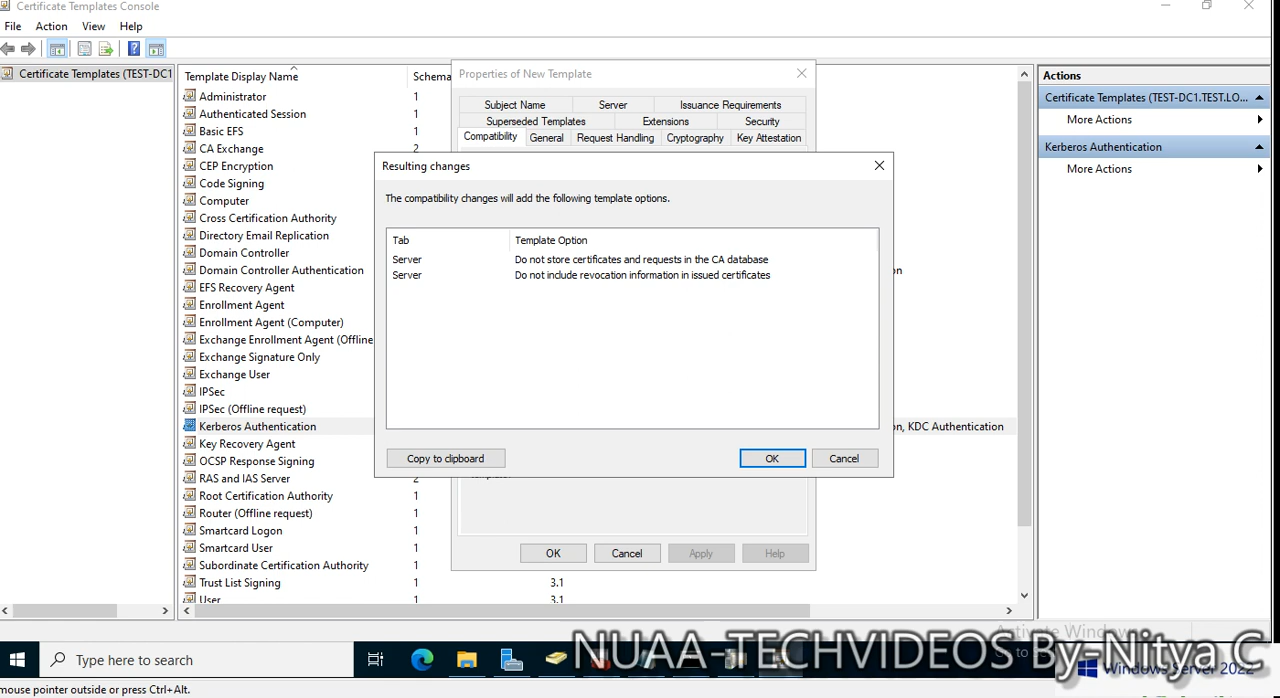 Certificate Templates Console
File Action View Help
Certificate Templates (TEST-DC1
Template Display Name Schema
Administrator 1
Authenticated Session 1
Basic EFS 1
CA Exchange 2
CEP Encryption
Code Signing
Computer
Cross Certification Authority
Directory Email Replication
Domain Controller
Domain Controller Authentication
EFS Recovery Agent
Enrollment Agent
Enrollment Agent (Computer)
Exchange Enrollment Agent (Offline
Exchange Signature Only
Exchange User
IPSec
IPSec (Offline request)
Kerberos Authentication
Key Recovery Agent
OCSP Response Signing
RAS and IAS Server 2
Root Certification Authority 1
Router (Offline request) 1
Smartcard Logon 1
Smartcard User 1
Subordinate Certification Authority 1
Trust List Signing 1 3.1
User 1 3.1
on
on, KDC Authentication
Properties of New Template
Subject Name Server Issuance Requirements
Superseded Templates Extensions Security
Compatibility General Request Handling Cryptography Key Attestation
Resulting changes
The compatibility changes will add the following template options.
Tab Template Option
Server Do not store certificates and requests in the CA database
Server Do not include revocation information in issued certificates
Copy to clipboard OK Cancel
OK Cancel Apply Help
Actions
Certificate Templates (TEST-DC1.TEST.LO...
More Actions
Kerberos Authentication
More Actions
Activate Windows
Go to Se
Type here to search
NUAA-TECHVIDEOS By-Nitya C
Windows Server 2022
mouse pointer outside or press Ctrl+Alt.